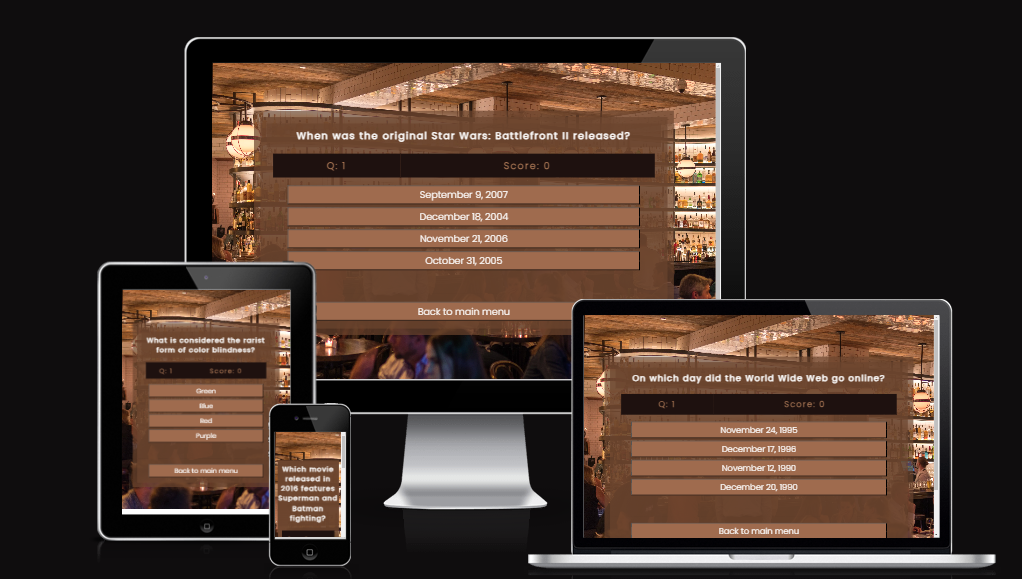 When was the original Star Wars: Battlefront II released?
Q: 1 Score: 0
September 9, 2007
December 18, 2004
November 21, 2006
October 31, 2005
Back to main menu
What is considered the rarist
form of color blindness?
Q: 1 Score: 0
Green
Blue
Red
Purple
Back to main menu
Which movie
released in
2016 features
Superman and
Batman
fighting?
On which day did the World Wide Web go online?
Q: 1 Score: 0
November 24, 1995
December 17, 1996
November 12, 1990
December 20, 1990
Back to main menu